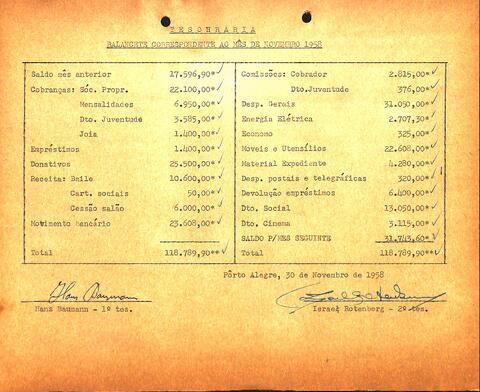 TESOURARIA
BALANCETE CORRESPONDENTE AO MÊS DE NOVEMBRO 1958
Saldo mês anterior 17.596,90*
Cobranças: Sóc. Propr. 22.100,00*
Mensalidades 6.950,00*
Dto. Juventude 3.585,00*
Joia 1.400,00*
Empréstimos 1.400,00*
Donativos 25.500,00*
Receita: Baile 10.600,00*
Cart. sociais 50,00*
Cessão salão 6.000,00*
Movimento bancário 23.608,00*
Total 118.789,90**
Comissões: Cobrador 2.815,00*
Dto. Juventude 376,00*
Desp. Gerais 31.050,00*
Energia Elétrica 2.707,30*
Economo 325,00*
Moveis e Utensílios 22.608,00*
Material Expediente 4.280,00*
Desp. postais e telegráficas 320,00*
Devolução empréstimos 6.400,00*
Dto. Social 13.050,00*
Dto. Cinema 3.115,00*
SALDO P/MES SEGUINTE 31.743,60*
Total 118.789,90**
Pôrto Alegre, 30 de Novembro de 1958
Hans Baumann
Hans Baumann - 1º tes.
Israel Rotenberg - 2º tes.